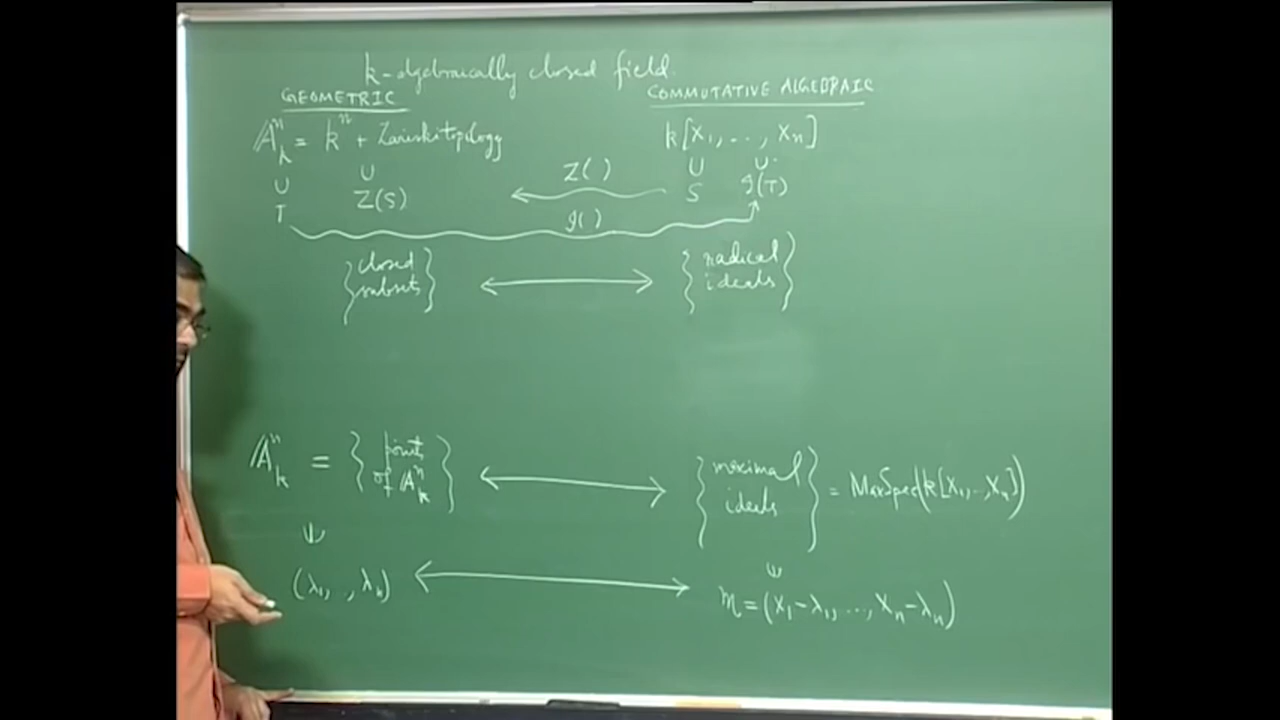 k-algebraically closed field.
GEOMETRIC COMMUTATIVE ALGEBRAIC
𝔸ⁿₖ = kⁿ + Zariski topology k[X₁, . . , Xₙ]
∪ ∪ Z( ) ∪ ∪
T Z(S) ⟵ S 𝓘(T)
𝓘( )
{closed subsets} ⟷ {radical ideals}
𝔸ⁿₖ = {points of 𝔸ⁿₖ} ⟷ {maximal ideals} = MaxSpec(k[X₁, .., Xₙ])
(λ₁, , λₙ) ⟷ m = (X₁-λ₁, ..., Xₙ-λₙ)